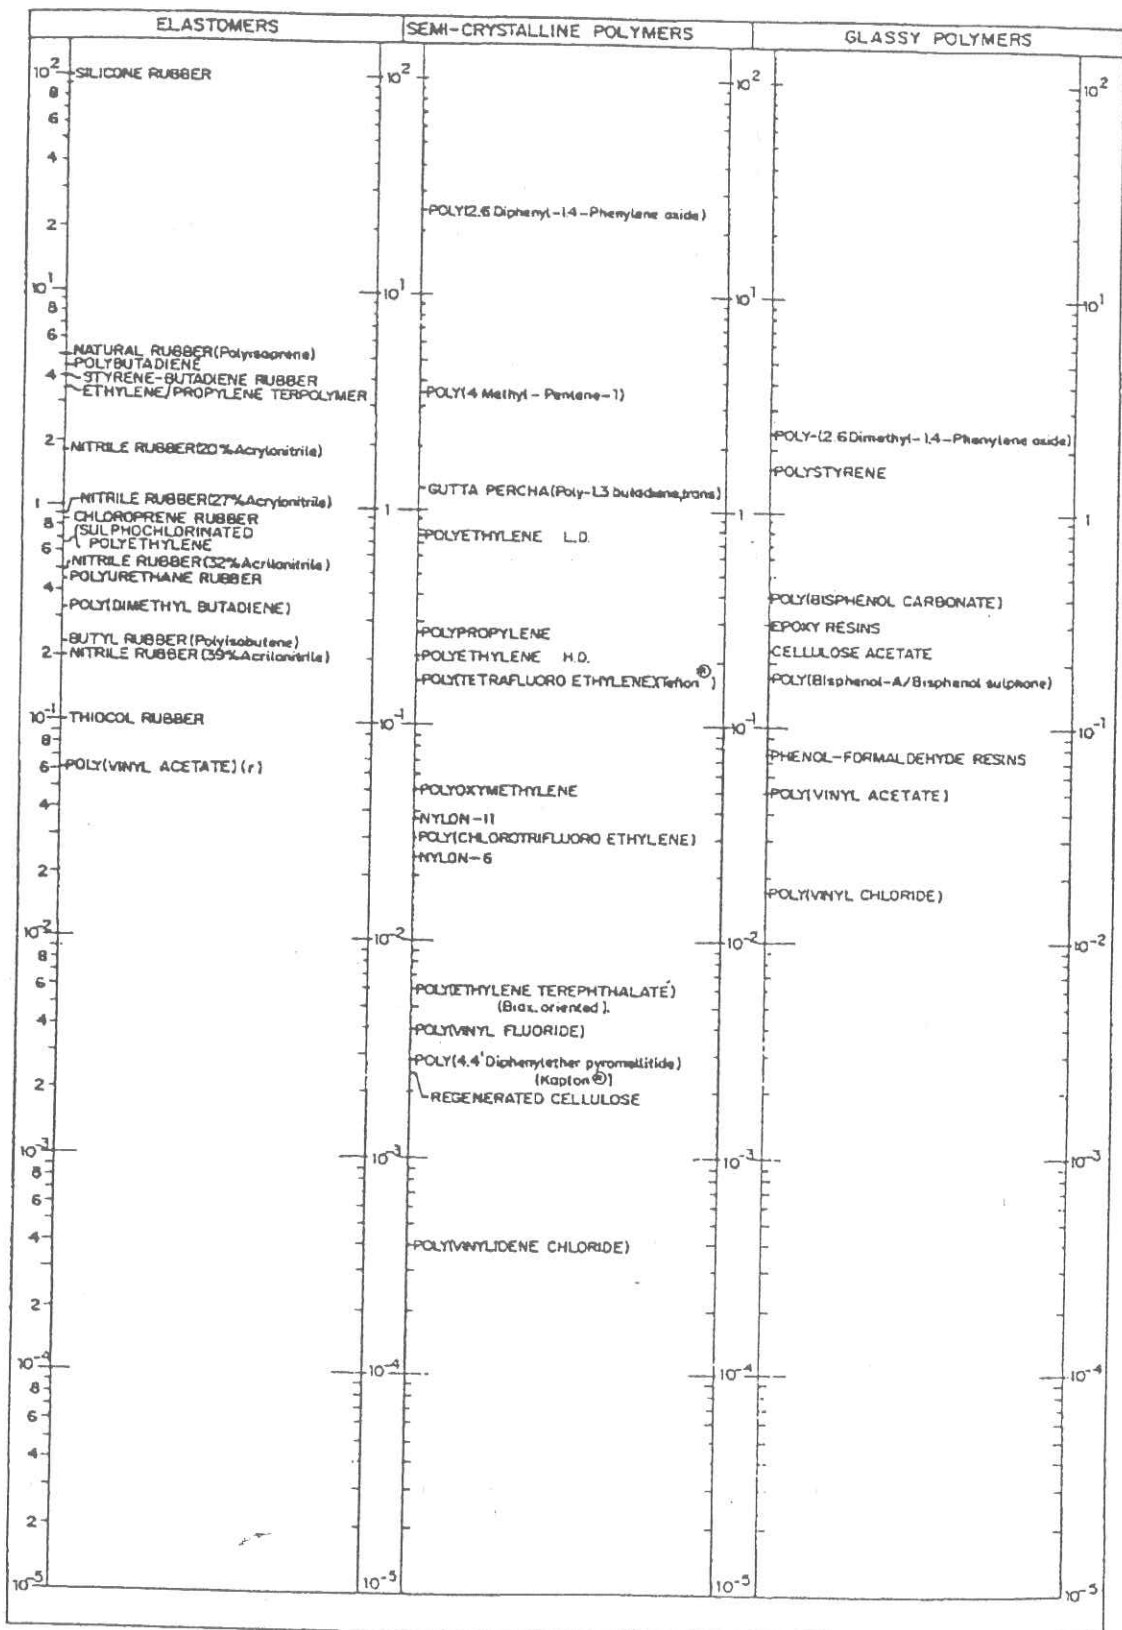 ELASTOMERS
SEMI-CRYSTALLINE POLYMERS
GLASSY POLYMERS
10²
8
6
4
2
10¹
8
6
4
2
1
8
6
4
2
10⁻¹
8
6
4
2
10⁻²
8
6
4
2
10⁻³
8
6
4
2
10⁻⁴
8
6
4
2
10⁻⁵
SILICONE RUBBER
NATURAL RUBBER(Polyisoprene)
POLYBUTADIENE
STYRENE-BUTADIENE RUBBER
ETHYLENE/PROPYLENE TERPOLYMER
NITRILE RUBBER(20%Acrylonitrile)
NITRILE RUBBER(27%Acrylonitrile)
CHLOROPRENE RUBBER
SULPHOCHLORINATED
POLYETHYLENE
NITRILE RUBBER(32%Acrilonitrile)
POLYURETHANE RUBBER
POLY(DIMETHYL BUTADIENE)
BUTYL RUBBER(Polyisobutene)
NITRILE RUBBER(39%Acrilonitrile)
THIOCOL RUBBER
POLY(VINYL ACETATE)(r)
10²
10¹
1
10⁻¹
10⁻²
10⁻³
10⁻⁴
10⁻⁵
POLY(2.6 Diphenyl-1.4-Phenylene oxide)
POLY(4 Methyl-Pentene-1)
GUTTA PERCHA(Poly-1.3 butadiene,trans)
POLYETHYLENE L.D.
POLYPROPYLENE
POLYETHYLENE H.D.
POLY(TETRAFLUORO ETHYLENE)(Teflon®)
POLYOXYMETHYLENE
NYLON-11
POLY(CHLOROTRIFLUORO ETHYLENE)
NYLON-6
POLY(ETHYLENE TEREPHTHALATE)
(Biax. oriented).
POLY(VINYL FLUORIDE)
POLY(4.4' Diphenylether pyromellitide)
(Kapton®)
REGENERATED CELLULOSE
POLY(VINYLIDENE CHLORIDE)
10²
10¹
1
10⁻¹
10⁻²
10⁻³
10⁻⁴
10⁻⁵
POLY-(2.6 Dimethyl-1.4-Phenylene oxide)
POLYSTYRENE
POLY(BISPHENOL CARBONATE)
EPOXY RESINS
CELLULOSE ACETATE
POLY(Bisphenol-A/Bisphenol sulphone)
PHENOL-FORMALDEHYDE RESINS
POLY(VINYL ACETATE)
POLY(VINYL CHLORIDE)
10²
10¹
1
10⁻¹
10⁻²
10⁻³
10⁻⁴
10⁻⁵